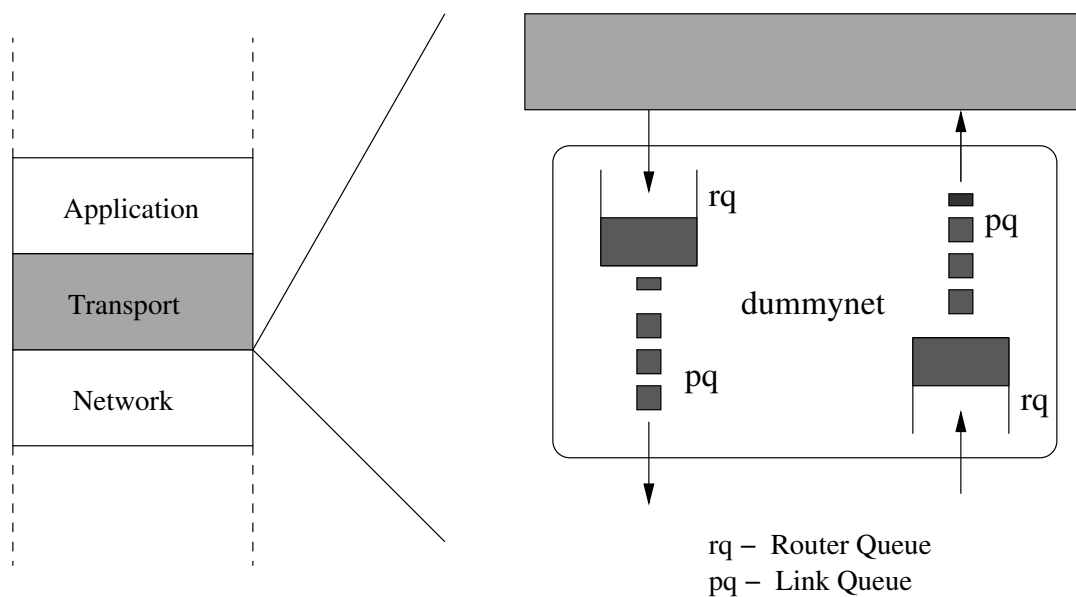 Application
Transport
Network
rq
pq
dummynet
pq
rq
rq – Router Queue
pq – Link Queue